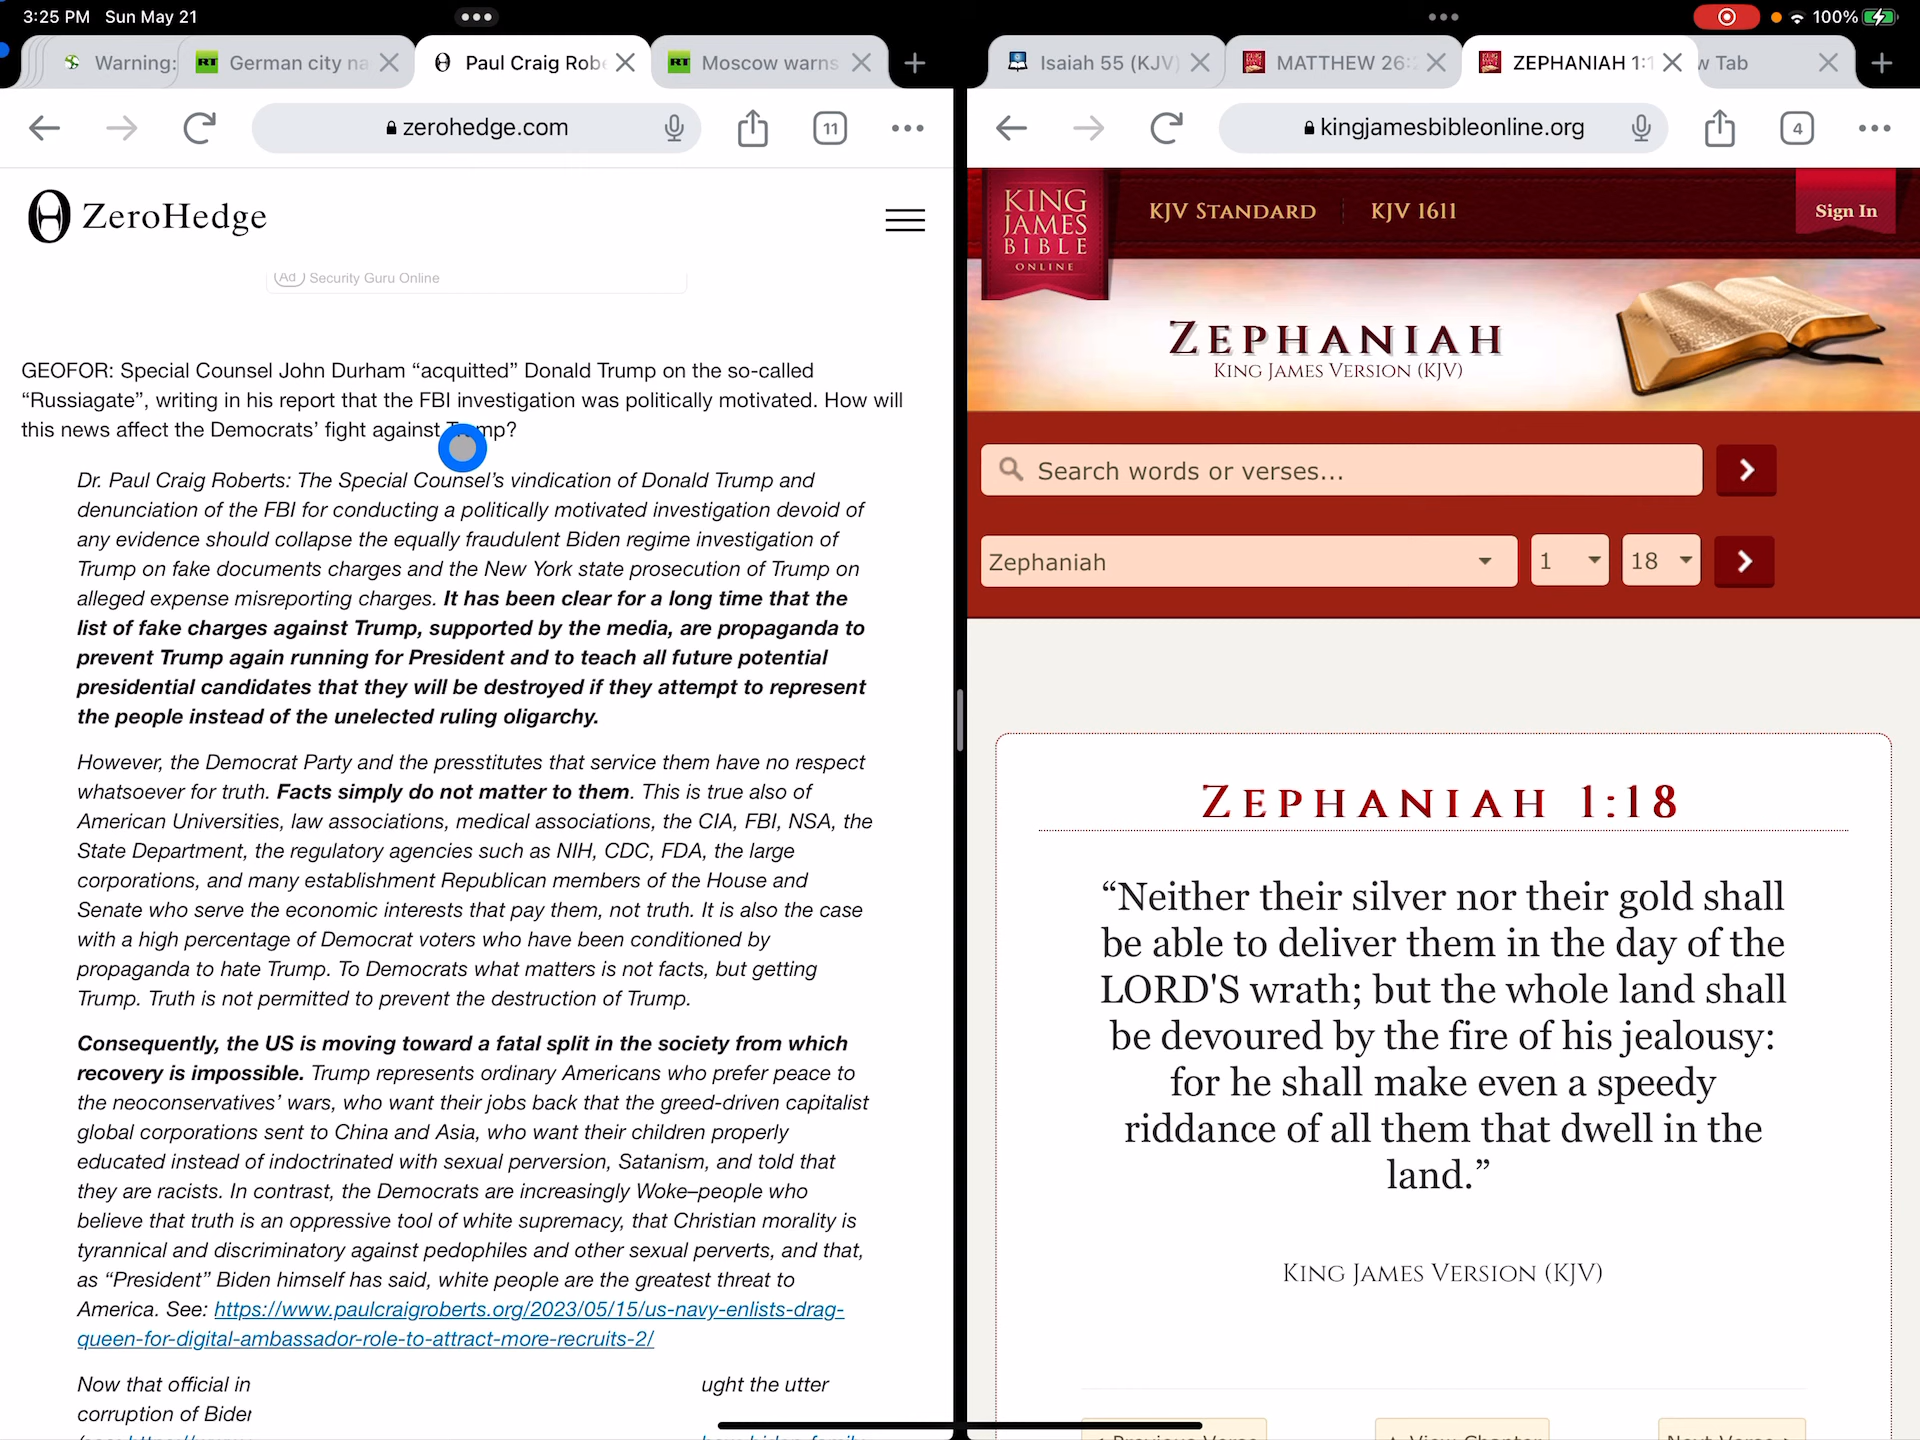 3:25 PM Sun May 21
100%
Warning:
RT German city na
Paul Craig Rob
RT Moscow warns
Isaiah 55 (KJV)
MATTHEW 26:2
ZEPHANIAH 1:1
w Tab
zerohedge.com
11
kingjamesbibleonline.org
4
ZeroHedge
Ad Security Guru Online
GEOFOR: Special Counsel John Durham “acquitted” Donald Trump on the so-called
“Russiagate”, writing in his report that the FBI investigation was politically motivated. How will
this news affect the Democrats’ fight against Trump?
Dr. Paul Craig Roberts: The Special Counsel’s vindication of Donald Trump and
denunciation of the FBI for conducting a politically motivated investigation devoid of
any evidence should collapse the equally fraudulent Biden regime investigation of
Trump on fake documents charges and the New York state prosecution of Trump on
alleged expense misreporting charges. It has been clear for a long time that the
list of fake charges against Trump, supported by the media, are propaganda to
prevent Trump again running for President and to teach all future potential
presidential candidates that they will be destroyed if they attempt to represent
the people instead of the unelected ruling oligarchy.
However, the Democrat Party and the presstitutes that service them have no respect
whatsoever for truth. Facts simply do not matter to them. This is true also of
American Universities, law associations, medical associations, the CIA, FBI, NSA, the
State Department, the regulatory agencies such as NIH, CDC, FDA, the large
corporations, and many establishment Republican members of the House and
Senate who serve the economic interests that pay them, not truth. It is also the case
with a high percentage of Democrat voters who have been conditioned by
propaganda to hate Trump. To Democrats what matters is not facts, but getting
Trump. Truth is not permitted to prevent the destruction of Trump.
Consequently, the US is moving toward a fatal split in the society from which
recovery is impossible. Trump represents ordinary Americans who prefer peace to
the neoconservatives’ wars, who want their jobs back that the greed-driven capitalist
global corporations sent to China and Asia, who want their children properly
educated instead of indoctrinated with sexual perversion, Satanism, and told that
they are racists. In contrast, the Democrats are increasingly Woke–people who
believe that truth is an oppressive tool of white supremacy, that Christian morality is
tyrannical and discriminatory against pedophiles and other sexual perverts, and that,
as “President” Biden himself has said, white people are the greatest threat to
America. See: https://www.paulcraigroberts.org/2023/05/15/us-navy-enlists-drag-
queen-for-digital-ambassador-role-to-attract-more-recruits-2/
Now that official in ught the utter
corruption of Biden
KING JAMES BIBLE ONLINE
KJV STANDARD
KJV 1611
Sign In
ZEPHANIAH
KING JAMES VERSION (KJV)
Search words or verses...
Zephaniah 1 18
ZEPHANIAH 1:18
“Neither their silver nor their gold shall
be able to deliver them in the day of the
LORD'S wrath; but the whole land shall
be devoured by the fire of his jealousy:
for he shall make even a speedy
riddance of all them that dwell in the
land.”
KING JAMES VERSION (KJV)
Previous Verse
View Chapter
Next Verse